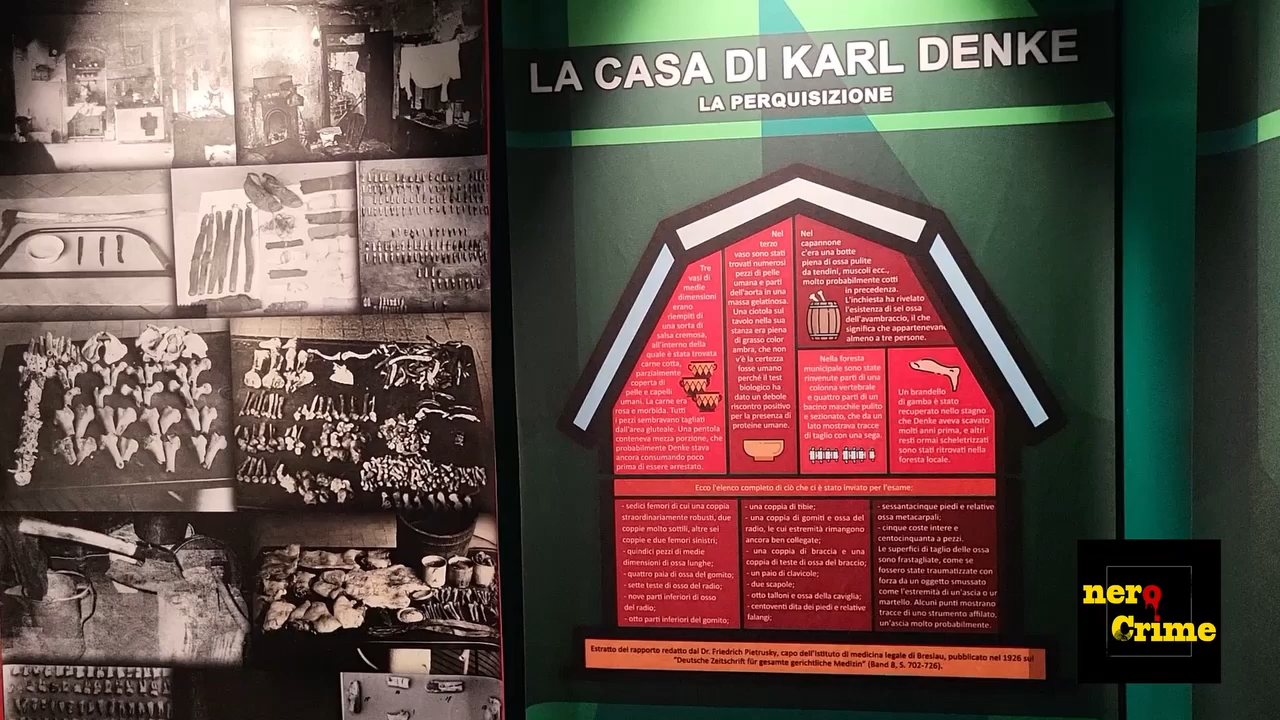 LA CASA DI KARL DENKE
LA PERQUISIZIONE
Tre
vasi di
medie
dimensioni
erano
riempiti di
una sorta di
salsa cremosa,
all'interno della
quale è stata trovata
carne cotta,
parzialmente
coperta di
pelle e capelli
umani. La carne era
rosa e morbida. Tutti
i pezzi sembravano tagliati
dall'area gluteale. Una pentola
conteneva mezza porzione, che
probabilmente Denke stava
ancora consumando poco
prima di essere arrestato.
Nel
terzo
vaso sono stati
trovati numerosi
pezzi di pelle
umana e parti
dell'aorta in una
massa gelatinosa.
Una ciotola sul
tavolo nella sua
stanza era piena
di grasso color
ambra, che non
v'è la certezza
fosse umano
perché il test
biologico ha
dato un debole
riscontro positivo
per la presenza di
proteine umane.
Nel
capannone
c'era una botte
piena di ossa pulite
da tendini, muscoli ecc.,
molto probabilmente cotti
in precedenza.
L'inchiesta ha rivelato
l'esistenza di sei ossa
dell'avambraccio, il che
significa che appartenevano
almeno a tre persone.
Nella foresta
municipale sono state
rinvenute parti di una
colonna vertebrale
e quattro parti di un
bacino maschile pulito
e sezionato, che da un
lato mostrava tracce
di taglio con una sega.
Un brandello
di gamba è stato
recuperato nello stagno
che Denke aveva scavato
molti anni prima, e altri
resti ormai scheletrizzati
sono stati ritrovati nella
foresta locale.
Ecco l'elenco completo di ciò che ci è stato inviato per l'esame:
- sedici femori di cui una coppia
straordinariamente robusti, due
coppie molto sottili, altre sei
coppie e due femori sinistri;
- quindici pezzi di medie
dimensioni di ossa lunghe;
- quattro paia di ossa del gomito;
- sette teste di osso del radio;
- nove parti inferiori di osso
del radio;
- otto parti inferiori del gomito;
- una coppia di tibie;
- una coppia di gomiti e ossa del
radio, le cui estremità rimangono
ancora ben collegate;
- una coppia di braccia e una
coppia di teste di ossa del braccio;
- un paio di clavicole;
- due scapole;
- otto talloni e ossa della caviglia;
- centoventi dita dei piedi e relative
falangi;
- sessantacinque piedi e relative
ossa metacarpali;
- cinque coste intere e
centocinquanta a pezzi.
Le superfici di taglio delle ossa
sono frastagliate, come se
fossero state traumatizzate con
forza da un oggetto smussato
come l'estremità di un'ascia o un
martello. Alcuni punti mostrano
tracce di uno strumento affilato,
un'ascia molto probabilmente.
Estratto del rapporto redatto dal Dr. Friedrich Pietrusky, capo dell'Istituto di medicina legale di Breslau, pubblicato nel 1926 sul
"Deutsche Zeitschrift für gesamte gerichtliche Medizin" (Band B, S. 702-726).
nero
Crime